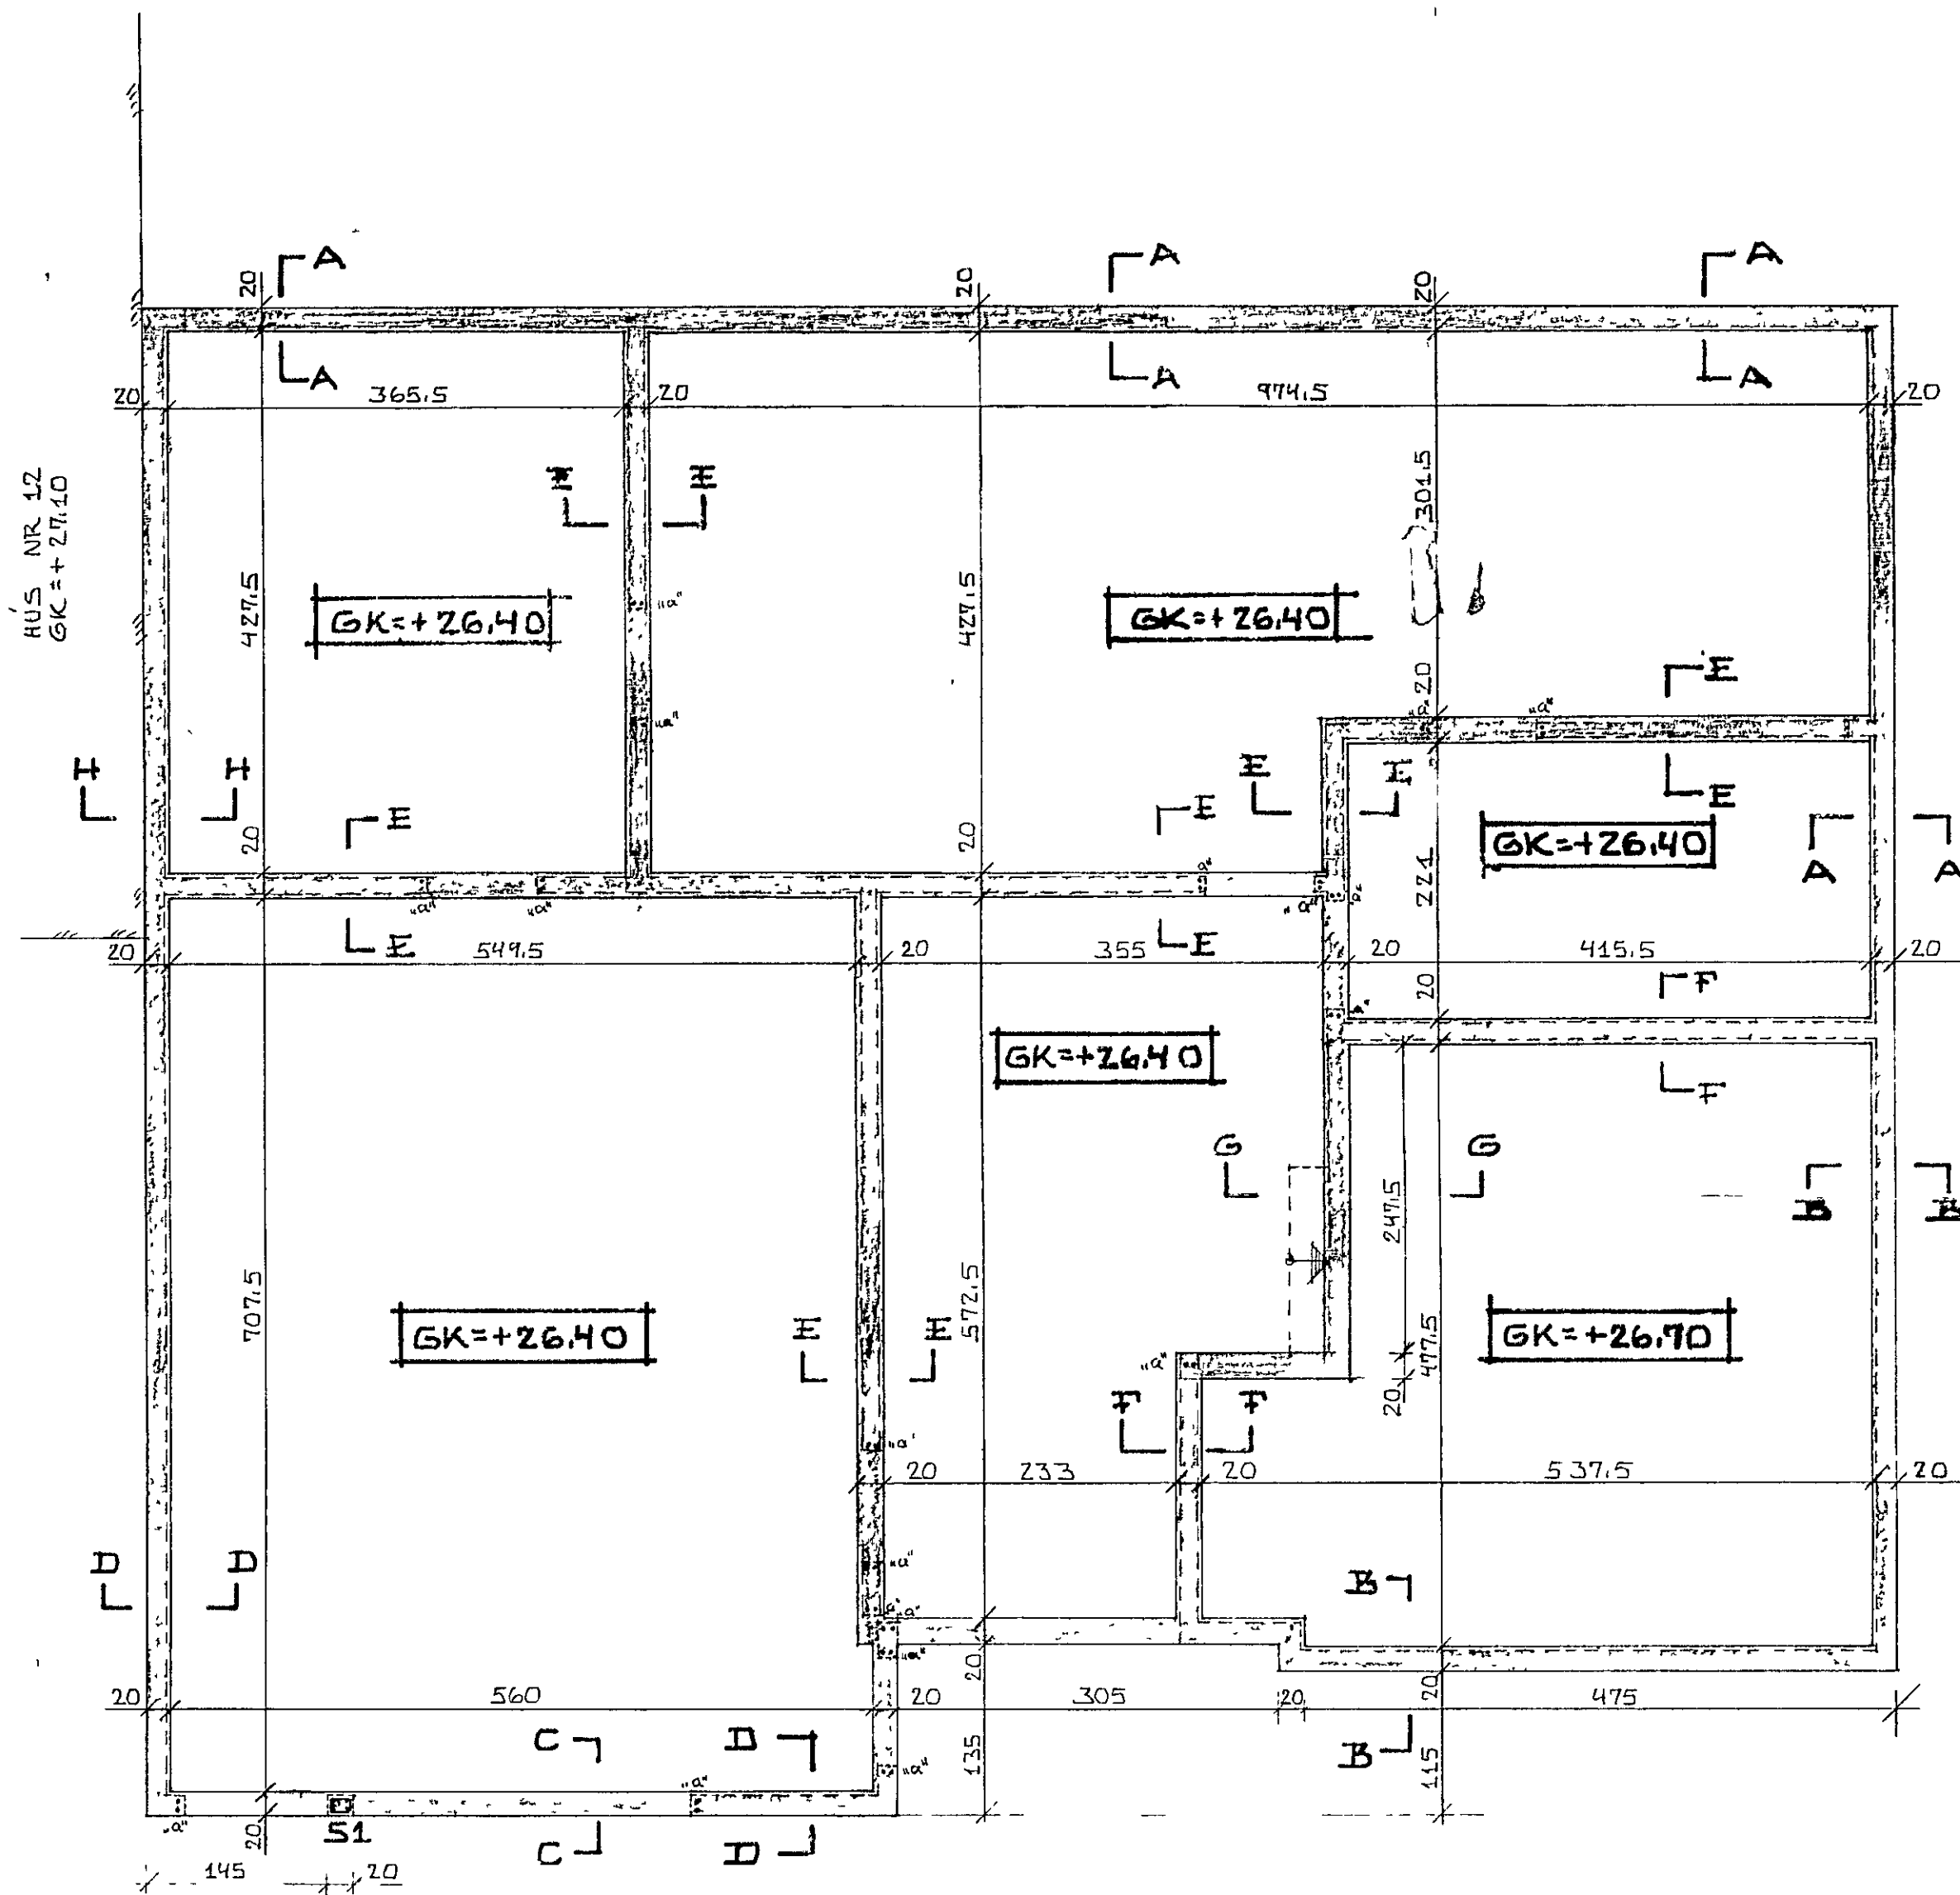 A A A
20 20 20
A A A
20 365.5 20 974.5 20
HÚS NR 12
GK = + 27.10
E E
301.5
427.5 427.5
GK=+26.40 GK=+26.40
"a"
"a"
20 E
"a" "a"
H H E E
E E E
GK=+26.40
A A
20 20 221
"a" "a" "a" "a" "a"
E E
20 549.5 20 355 20 415.5 20
20 F
"a"
GK=+26.40
F
G G
247.5
B B
707.5 572.5
GK=+26.40 E E GK=+26.70
477.5
"a"
20
F F
"a"
20 233 20 537.5 20
D D "a" B
"a" "a"
"a"
20 20
20 560 20 305 20 475
C D B
135 115
"a" "a"
"a" S1
20 C D
145 20